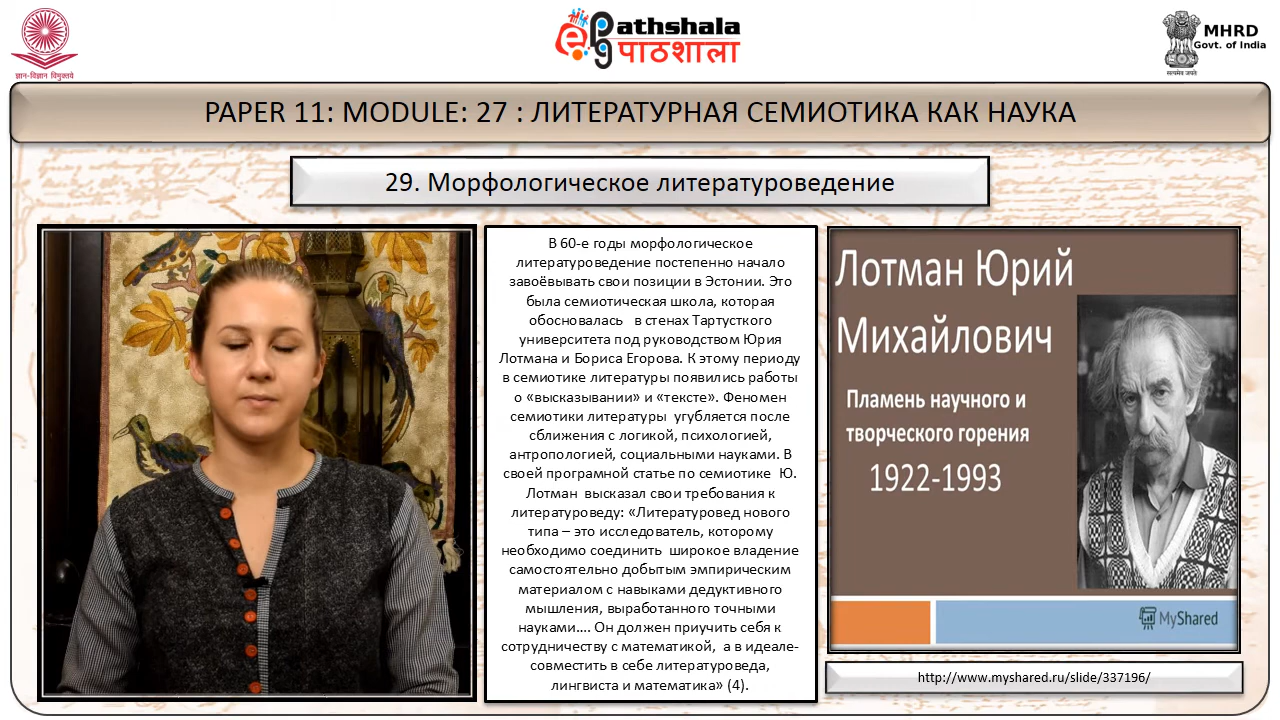 ज्ञान-विज्ञान विमुक्तये
ePgathshala
पाठशाला
MHRD
Govt. of India
सत्यमेव जयते
PAPER 11: MODULE: 27 : ЛИТЕРАТУРНАЯ СЕМИОТИКА КАК НАУКА
29. Морфологическое литературоведение
В 60-е годы морфологическое
литературоведение постепенно начало
завоёвывать свои позиции в Эстонии. Это
была семиотическая школа, которая
обосновалась в стенах Тартусткого
университета под руководством Юрия
Лотмана и Бориса Егорова. К этому периоду
в семиотике литературы появились работы
о «высказывании» и «тексте». Феномен
семиотики литературы угубляется после
сближения с логикой, психологией,
антропологией, социальными науками. В
своей програмной статье по семиотике Ю.
Лотман высказал свои требования к
литературоведу: «Литературовед нового
типа – это исследователь, которому
необходимо соединить широкое владение
самостоятельно добытым эмпирическим
материалом с навыками дедуктивного
мышления, выработанного точными
науками.... Он должен приучить себя к
сотрудничеству с математикой, а в идеале-
совместить в себе литературоведа,
лингвиста и математика» (4).
Лотман Юрий
Михайлович
Пламень научного и
творческого горения
1922-1993
MyShared
http://www.myshared.ru/slide/337196/